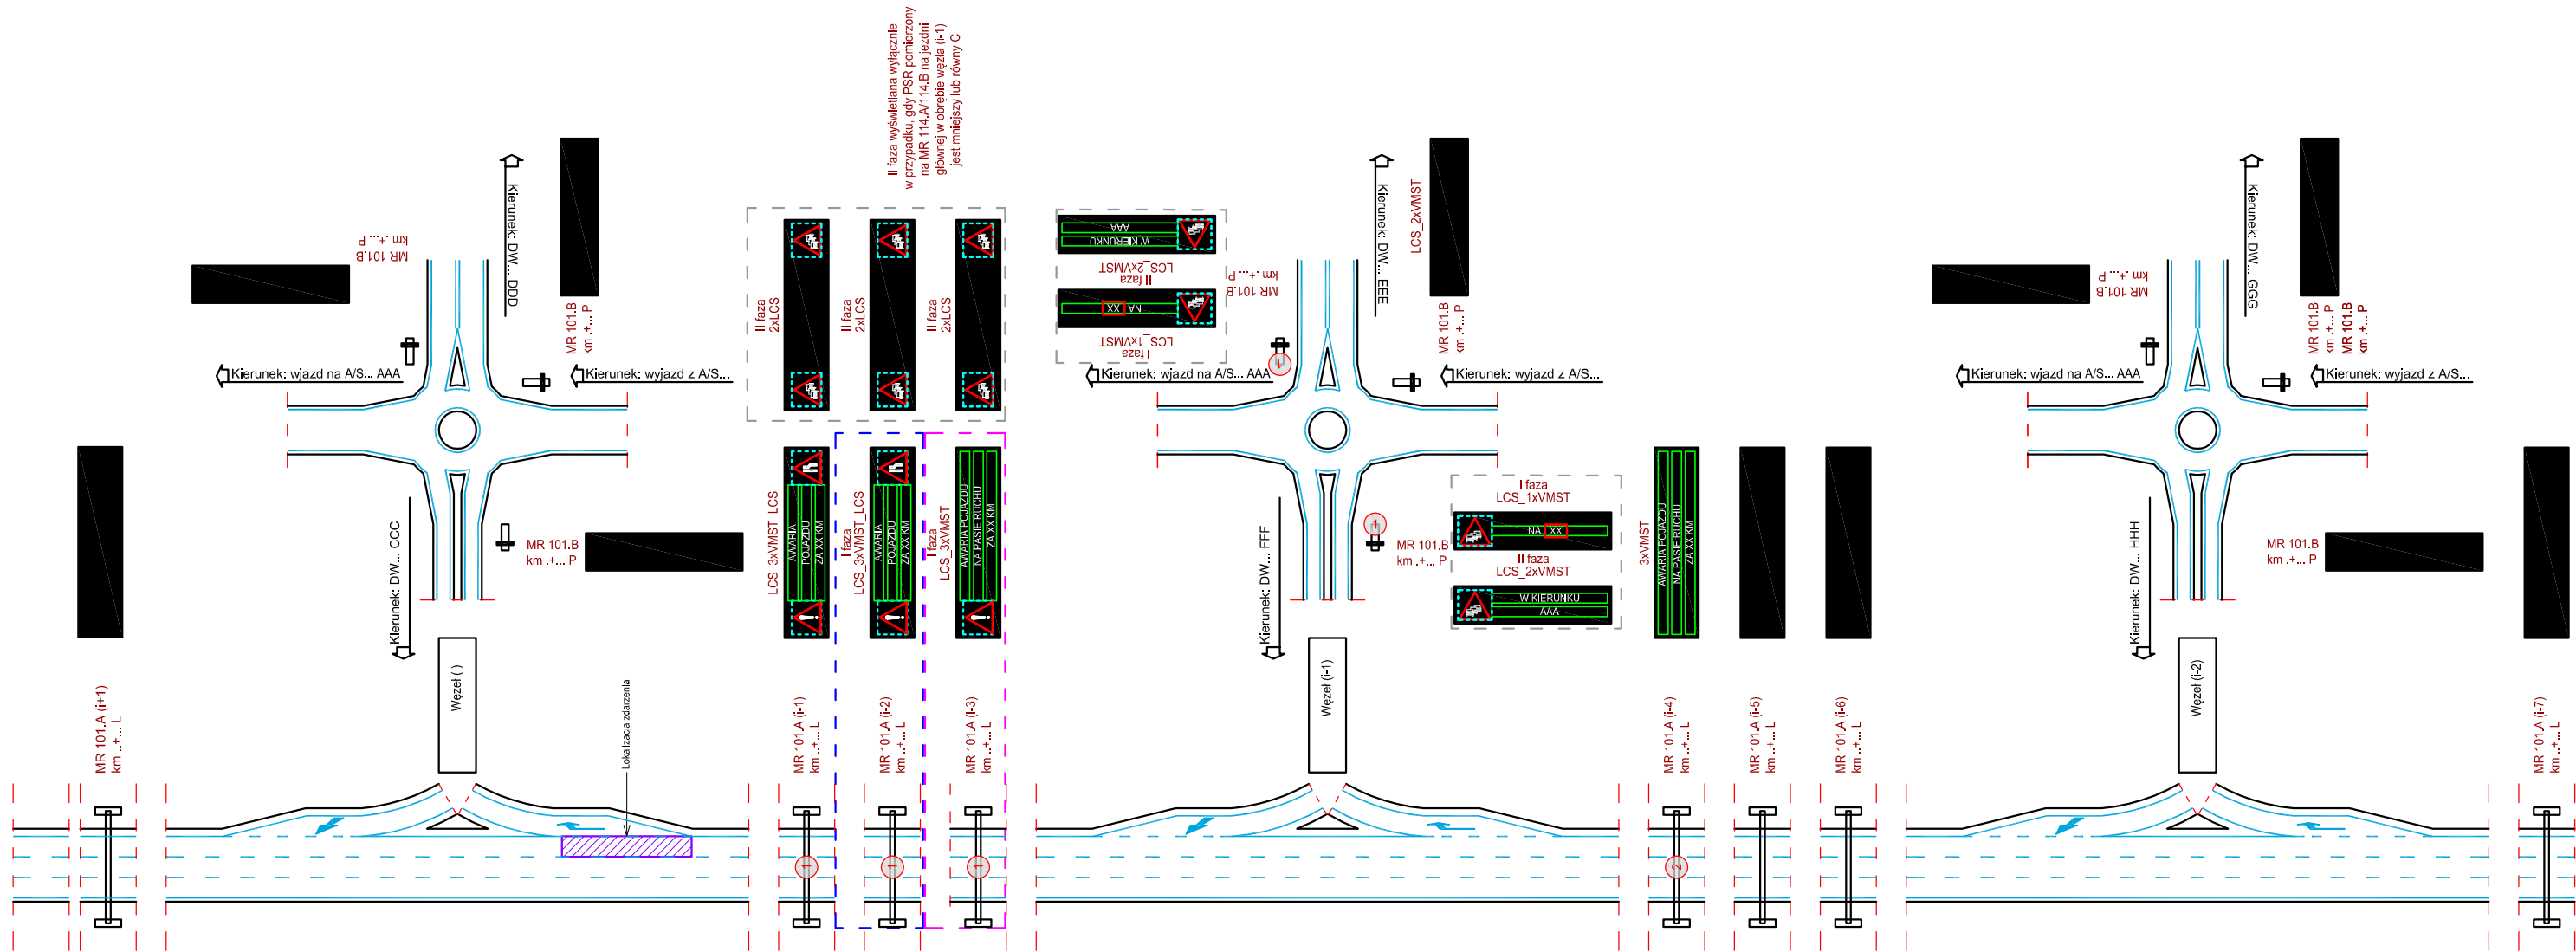 II faza wyświetlana wyłącznie
w przypadku, gdy PSR pomierzony
na MR 114.A/114.B na jezdni
głównej w obrębie węzła (i-1)
jest mniejszy lub równy C
Kierunek: DW... DDD
MR 101.B
km .+... P
MR 101.B
km .+... P
Kierunek: wjazd na A/S... AAA
Kierunek: wyjazd z A/S...
Kierunek: DW... CCC
MR 101.B
km .+... P
Węzeł (i)
Lokalizacja zdarzenia
MR 101.A (i+1)
km ..+... L
II faza
2xLCS
II faza
2xLCS
II faza
2xLCS
LCS_3xVMST_LCS
AWARIA
POJAZDU
ZA XX KM
I faza
LCS_3xVMST_LCS
AWARIA
POJAZDU
ZA XX KM
I faza
LCS_3xVMST
AWARIA POJAZDU
NA PASIE RUCHU
ZA XX KM
MR 101.A (i-1)
km ..+... L
MR 101.A (i-2)
km ..+... L
MR 101.A (i-3)
km ..+... L
1
1
1
W KIERUNKU
AAA
II faza
LCS_2xVMST
NA XX
I faza
LCS_1xVMST
MR 101.B
km .+... P
Kierunek: DW... EEE
LCS_2xVMST
MR 101.B
km .+... P
Kierunek: wjazd na A/S... AAA
Kierunek: wyjazd z A/S...
Kierunek: DW... FFF
MR 101.B
km .+... P
I faza
LCS_1xVMST
NA XX
II faza
LCS_2xVMST
W KIERUNKU
AAA
Węzeł (i-1)
3xVMST
AWARIA POJAZDU
NA PASIE RUCHU
ZA XX KM
MR 101.A (i-4)
km ..+... L
MR 101.A (i-5)
km ..+... L
MR 101.A (i-6)
km ..+... L
2
MR 101.B
km .+... P
Kierunek: DW... GGG
MR 101.B
km .+... P
MR 101.B
km .+... P
Kierunek: wjazd na A/S... AAA
Kierunek: wyjazd z A/S...
Kierunek: DW... HHH
MR 101.B
km .+... P
Węzeł (i-2)
MR 101.A (i-7)
km ..+... L